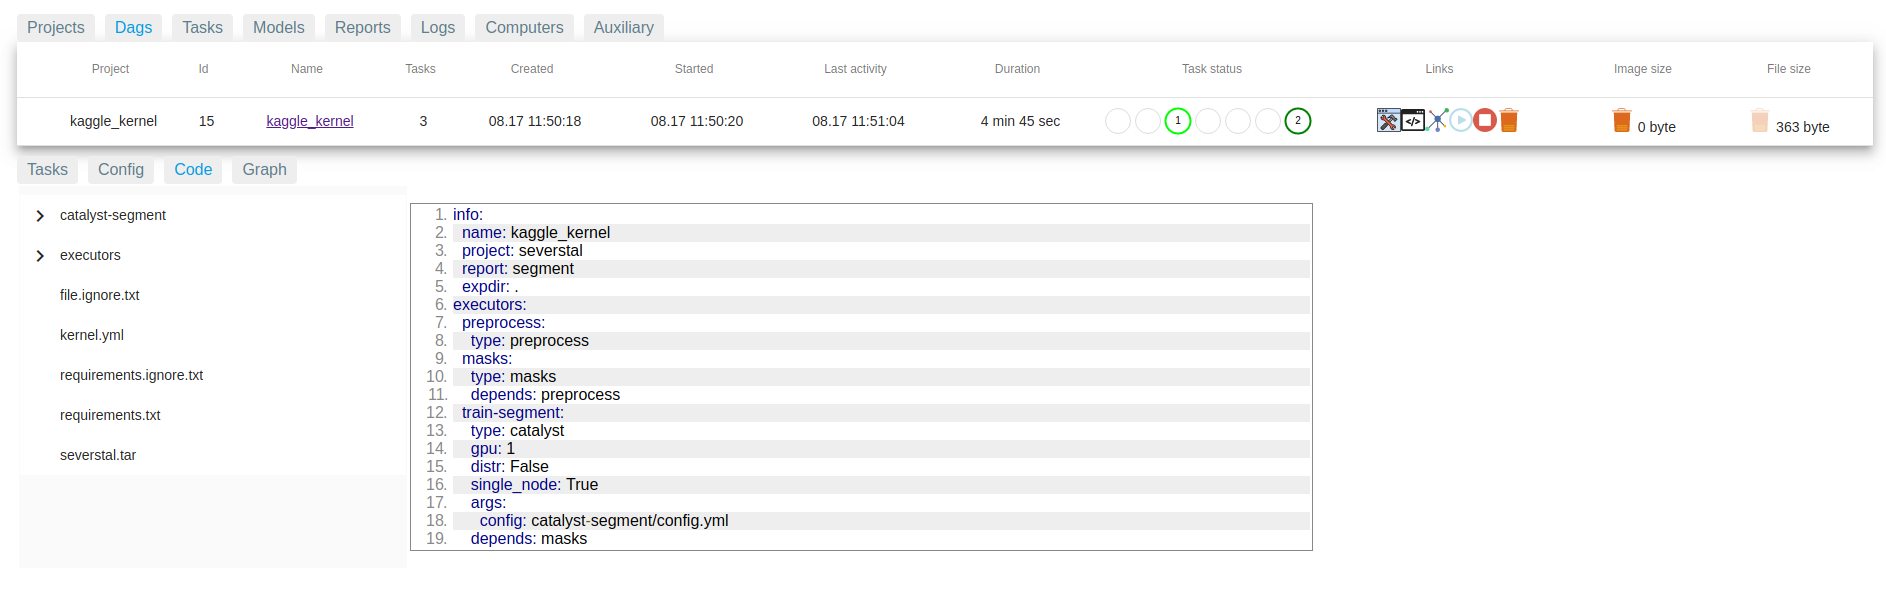 Projects Dags Tasks Models Reports Logs Computers Auxiliary
Project Id Name Tasks Created Started Last activity Duration Task status Links Image size File size
kaggle_kernel 15 kaggle_kernel 3 08.17 11:50:18 08.17 11:50:20 08.17 11:51:04 4 min 45 sec 1 2 </> 0 byte 363 byte
Tasks Config Code Graph
catalyst-segment
executors
file.ignore.txt
kernel.yml
requirements.ignore.txt
requirements.txt
severstal.tar
1. info:
2. name: kaggle_kernel
3. project: severstal
4. report: segment
5. expdir: .
6. executors:
7. preprocess:
8. type: preprocess
9. masks:
10. type: masks
11. depends: preprocess
12. train-segment:
13. type: catalyst
14. gpu: 1
15. distr: False
16. single_node: True
17. args:
18. config: catalyst-segment/config.yml
19. depends: masks